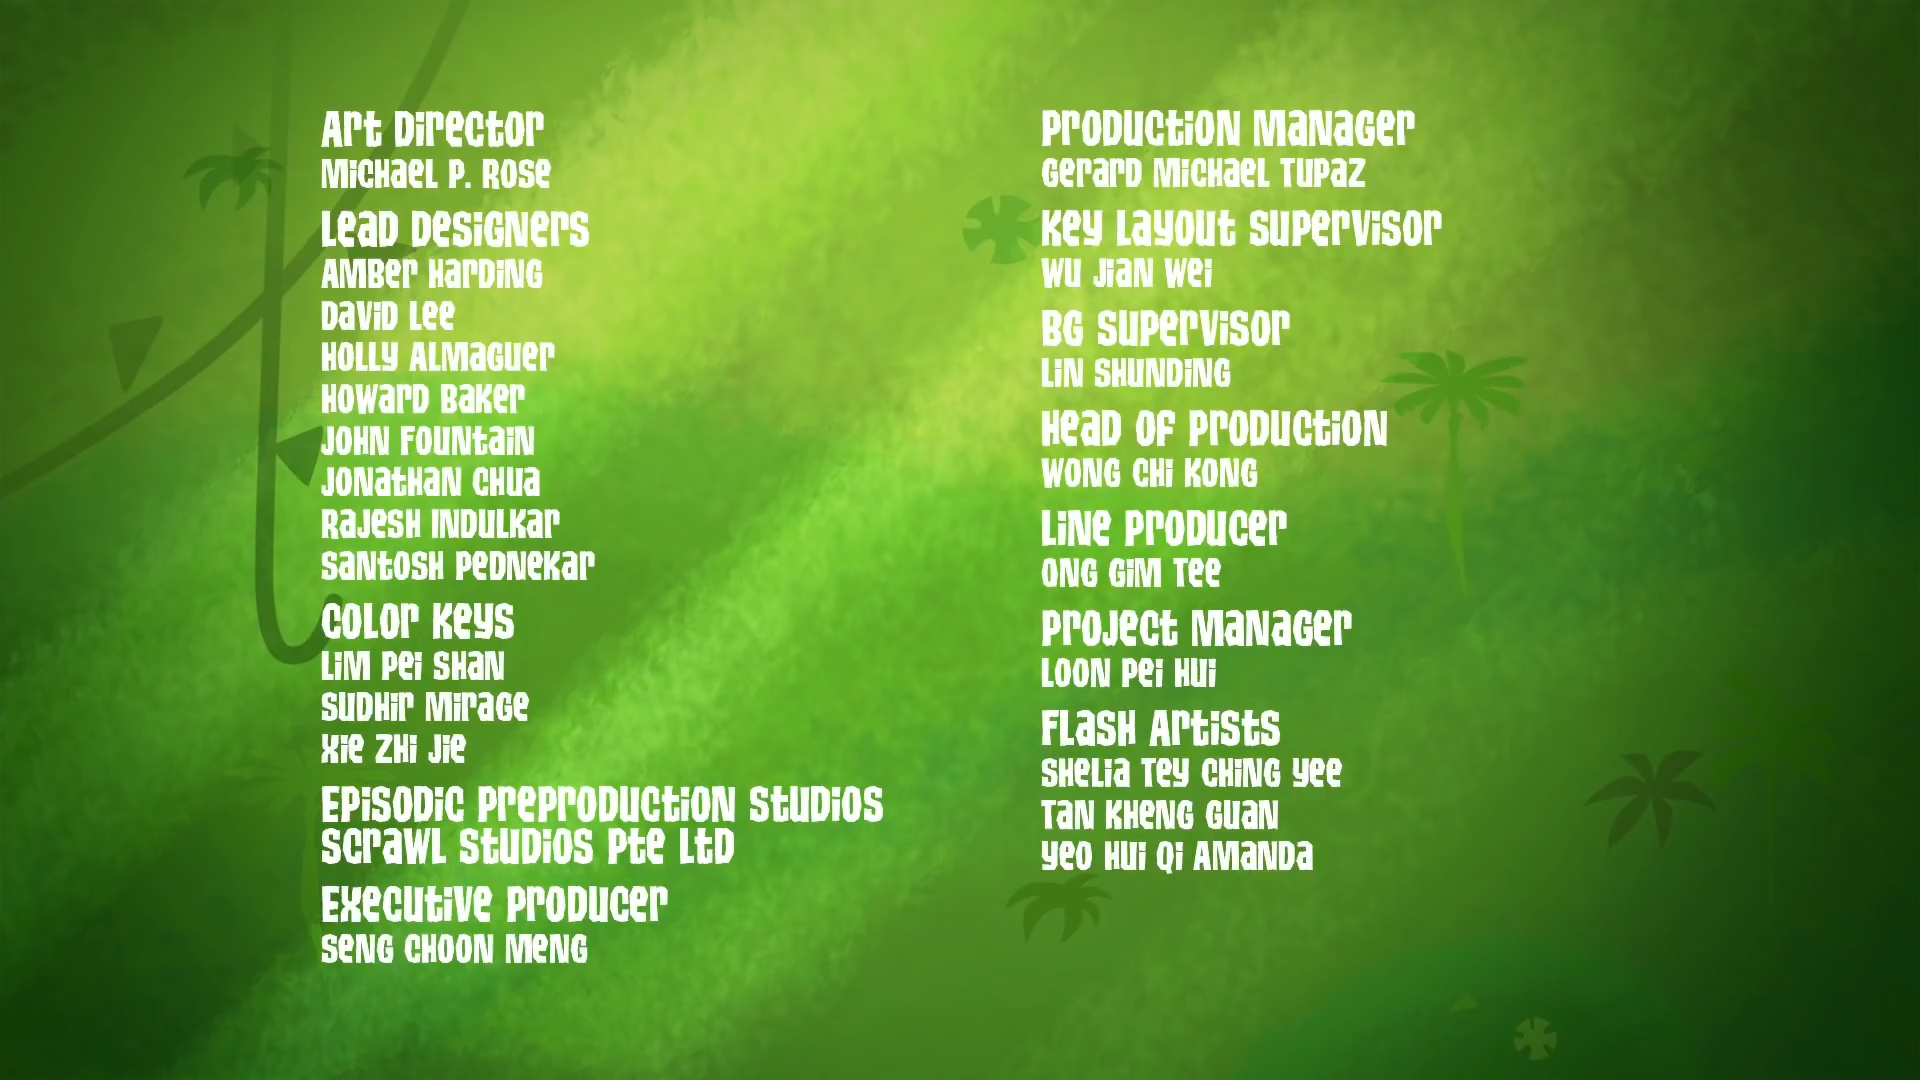 Art Director
Michael P. Rose
Lead Designers
Amber Harding
David Lee
Holly Almaguer
Howard Baker
John Fountain
Jonathan Chua
Rajesh Indulkar
Santosh Pednekar
Color Keys
Lim Pei Shan
Sudhir Mirage
Xie Zhi Jie
Episodic Preproduction Studios
Scrawl Studios Pte Ltd
Executive Producer
Seng Choon Meng
Production Manager
Gerard Michael Tupaz
Key Layout Supervisor
Wu Jian Wei
BG Supervisor
Lin Shunding
Head of Production
Wong Chi Kong
Line Producer
Ong Gim Tee
Project Manager
Loon Pei Hui
Flash Artists
Shelia Tey Ching Yee
Tan Kheng Guan
Yeo Hui Qi Amanda